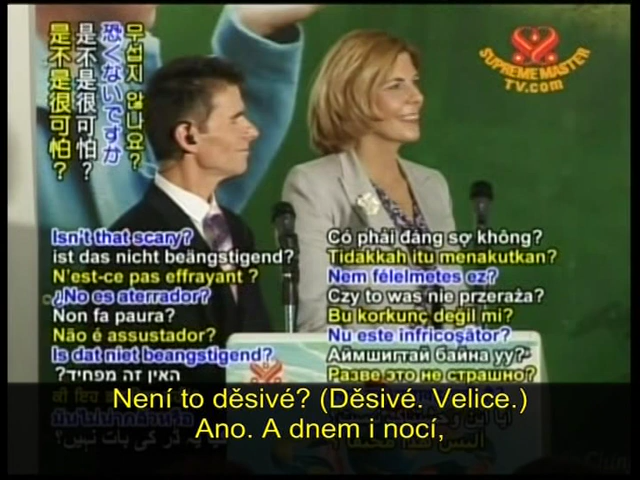 무섭지 않나요?
恐くないですか
是不是很可怕？
是不是很可怕？
SUPREME MASTER
TV.com
Isn't that scary?
ist das nicht beängstigend?
N'est-ce pas effrayant ?
¿No es aterrador?
Non fa paura?
Não é assustador?
Is dat niet beangstigend?
האין זה מפחיד?
Có phải đáng sợ không?
Tidakkah itu menakutkan?
Nem félelmetes ez?
Czy to was nie przeraża?
Bu korkunç değil mi?
Nu este înfricoşător?
Аймшигтай байна уу?
Разве это не страшно?
Není to děsivé? (Děsivé. Velice.)
Ano. A dnem i nocí,